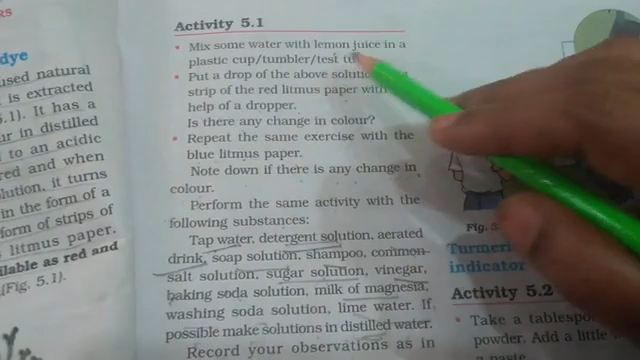 RS
dye
used natural
is extracted
5.1). It has a
ur in distilled
to an acidic
red and when
olution, it turns
in the form of a
form of strips of
litmus paper.
ilable as red and
(Fig. 5.1).
Activity 5.1
• Mix some water with lemon juice in a
plastic cup/tumbler/test
• Put a drop of the above
strip of the red litmus paper
help of a dropper.
Is there any change in colour?
• Repeat the same exercise with the
blue litmus paper.
Note down if there is any change in
colour.
Perform the same activity with the
following substances:
Tap water, detergent solution, aerated
drink, soap solution, shampoo, common
salt solution, sugar solution, vinegar,
baking soda solution, milk of magnesia,
washing soda solution, lime water. If
possible make solutions in distilled water.
Record your observations as in
Fig.
Turmeri
indicator
Activity 5.2
• Take a tablespo
powder. Add a little
a paste